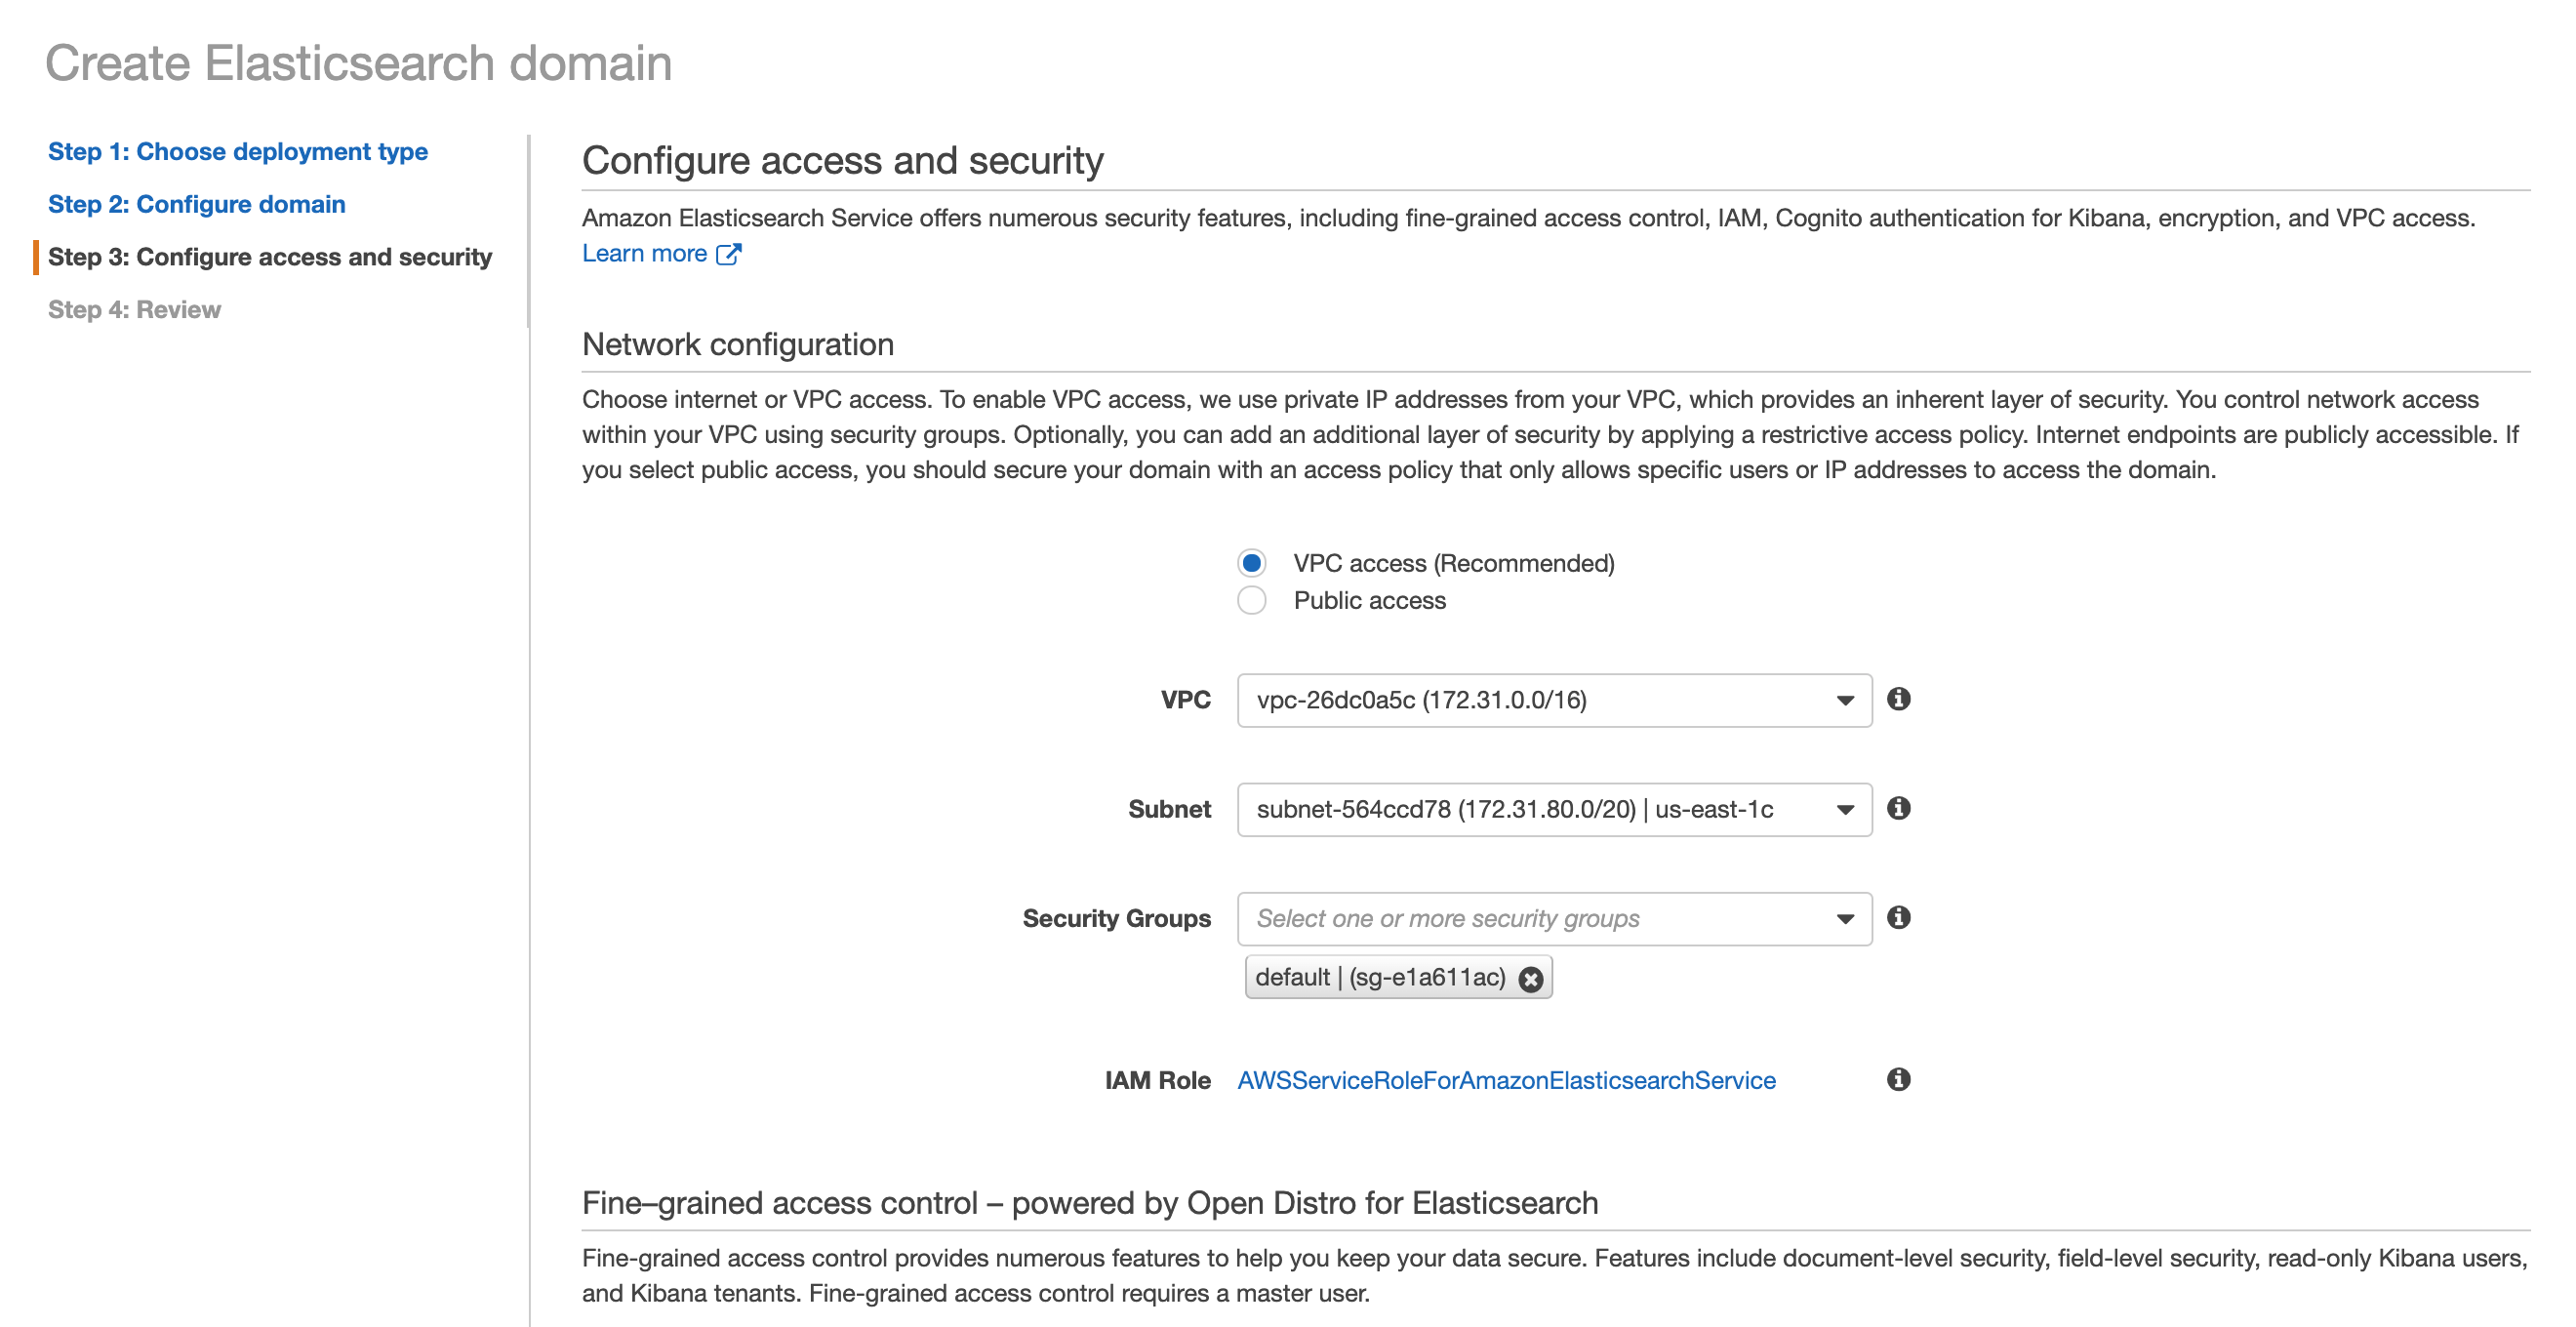 Create Elasticsearch domain
Step 1: Choose deployment type
Step 2: Configure domain
Step 3: Configure access and security
Step 4: Review
Configure access and security
Amazon Elasticsearch Service offers numerous security features, including fine-grained access control, IAM, Cognito authentication for Kibana, encryption, and VPC access.
Learn more
Network configuration
Choose internet or VPC access. To enable VPC access, we use private IP addresses from your VPC, which provides an inherent layer of security. You control network access
within your VPC using security groups. Optionally, you can add an additional layer of security by applying a restrictive access policy. Internet endpoints are publicly accessible. If
you select public access, you should secure your domain with an access policy that only allows specific users or IP addresses to access the domain.
VPC access (Recommended)
Public access
VPC vpc-26dc0a5c (172.31.0.0/16)
Subnet subnet-564ccd78 (172.31.80.0/20) | us-east-1c
Security Groups Select one or more security groups
default | (sg-e1a611ac)
IAM Role AWSServiceRoleForAmazonElasticsearchService
Fine–grained access control – powered by Open Distro for Elasticsearch
Fine-grained access control provides numerous features to help you keep your data secure. Features include document-level security, field-level security, read-only Kibana users,
and Kibana tenants. Fine-grained access control requires a master user.